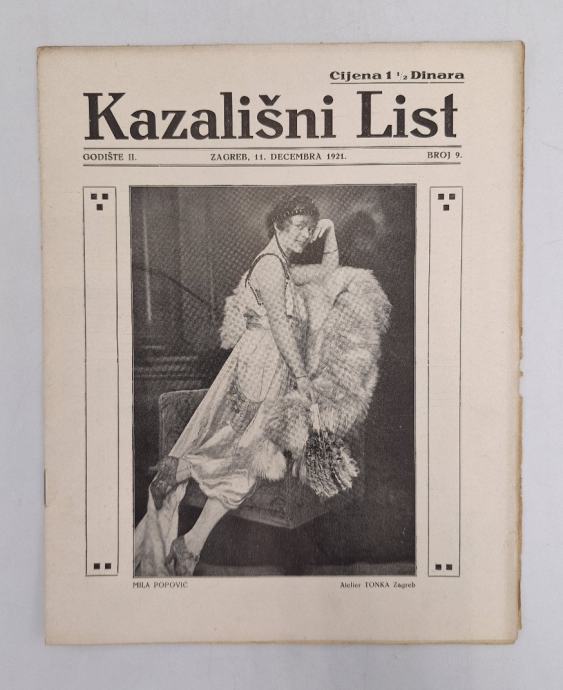 Cijena 1 ½ Dinara
Kazališni List
GODIŠTE II. ZAGREB, 11. DECEMBRA 1921. BROJ 9.
MILA POPOVIĆ Atelier TONKA Zagreb